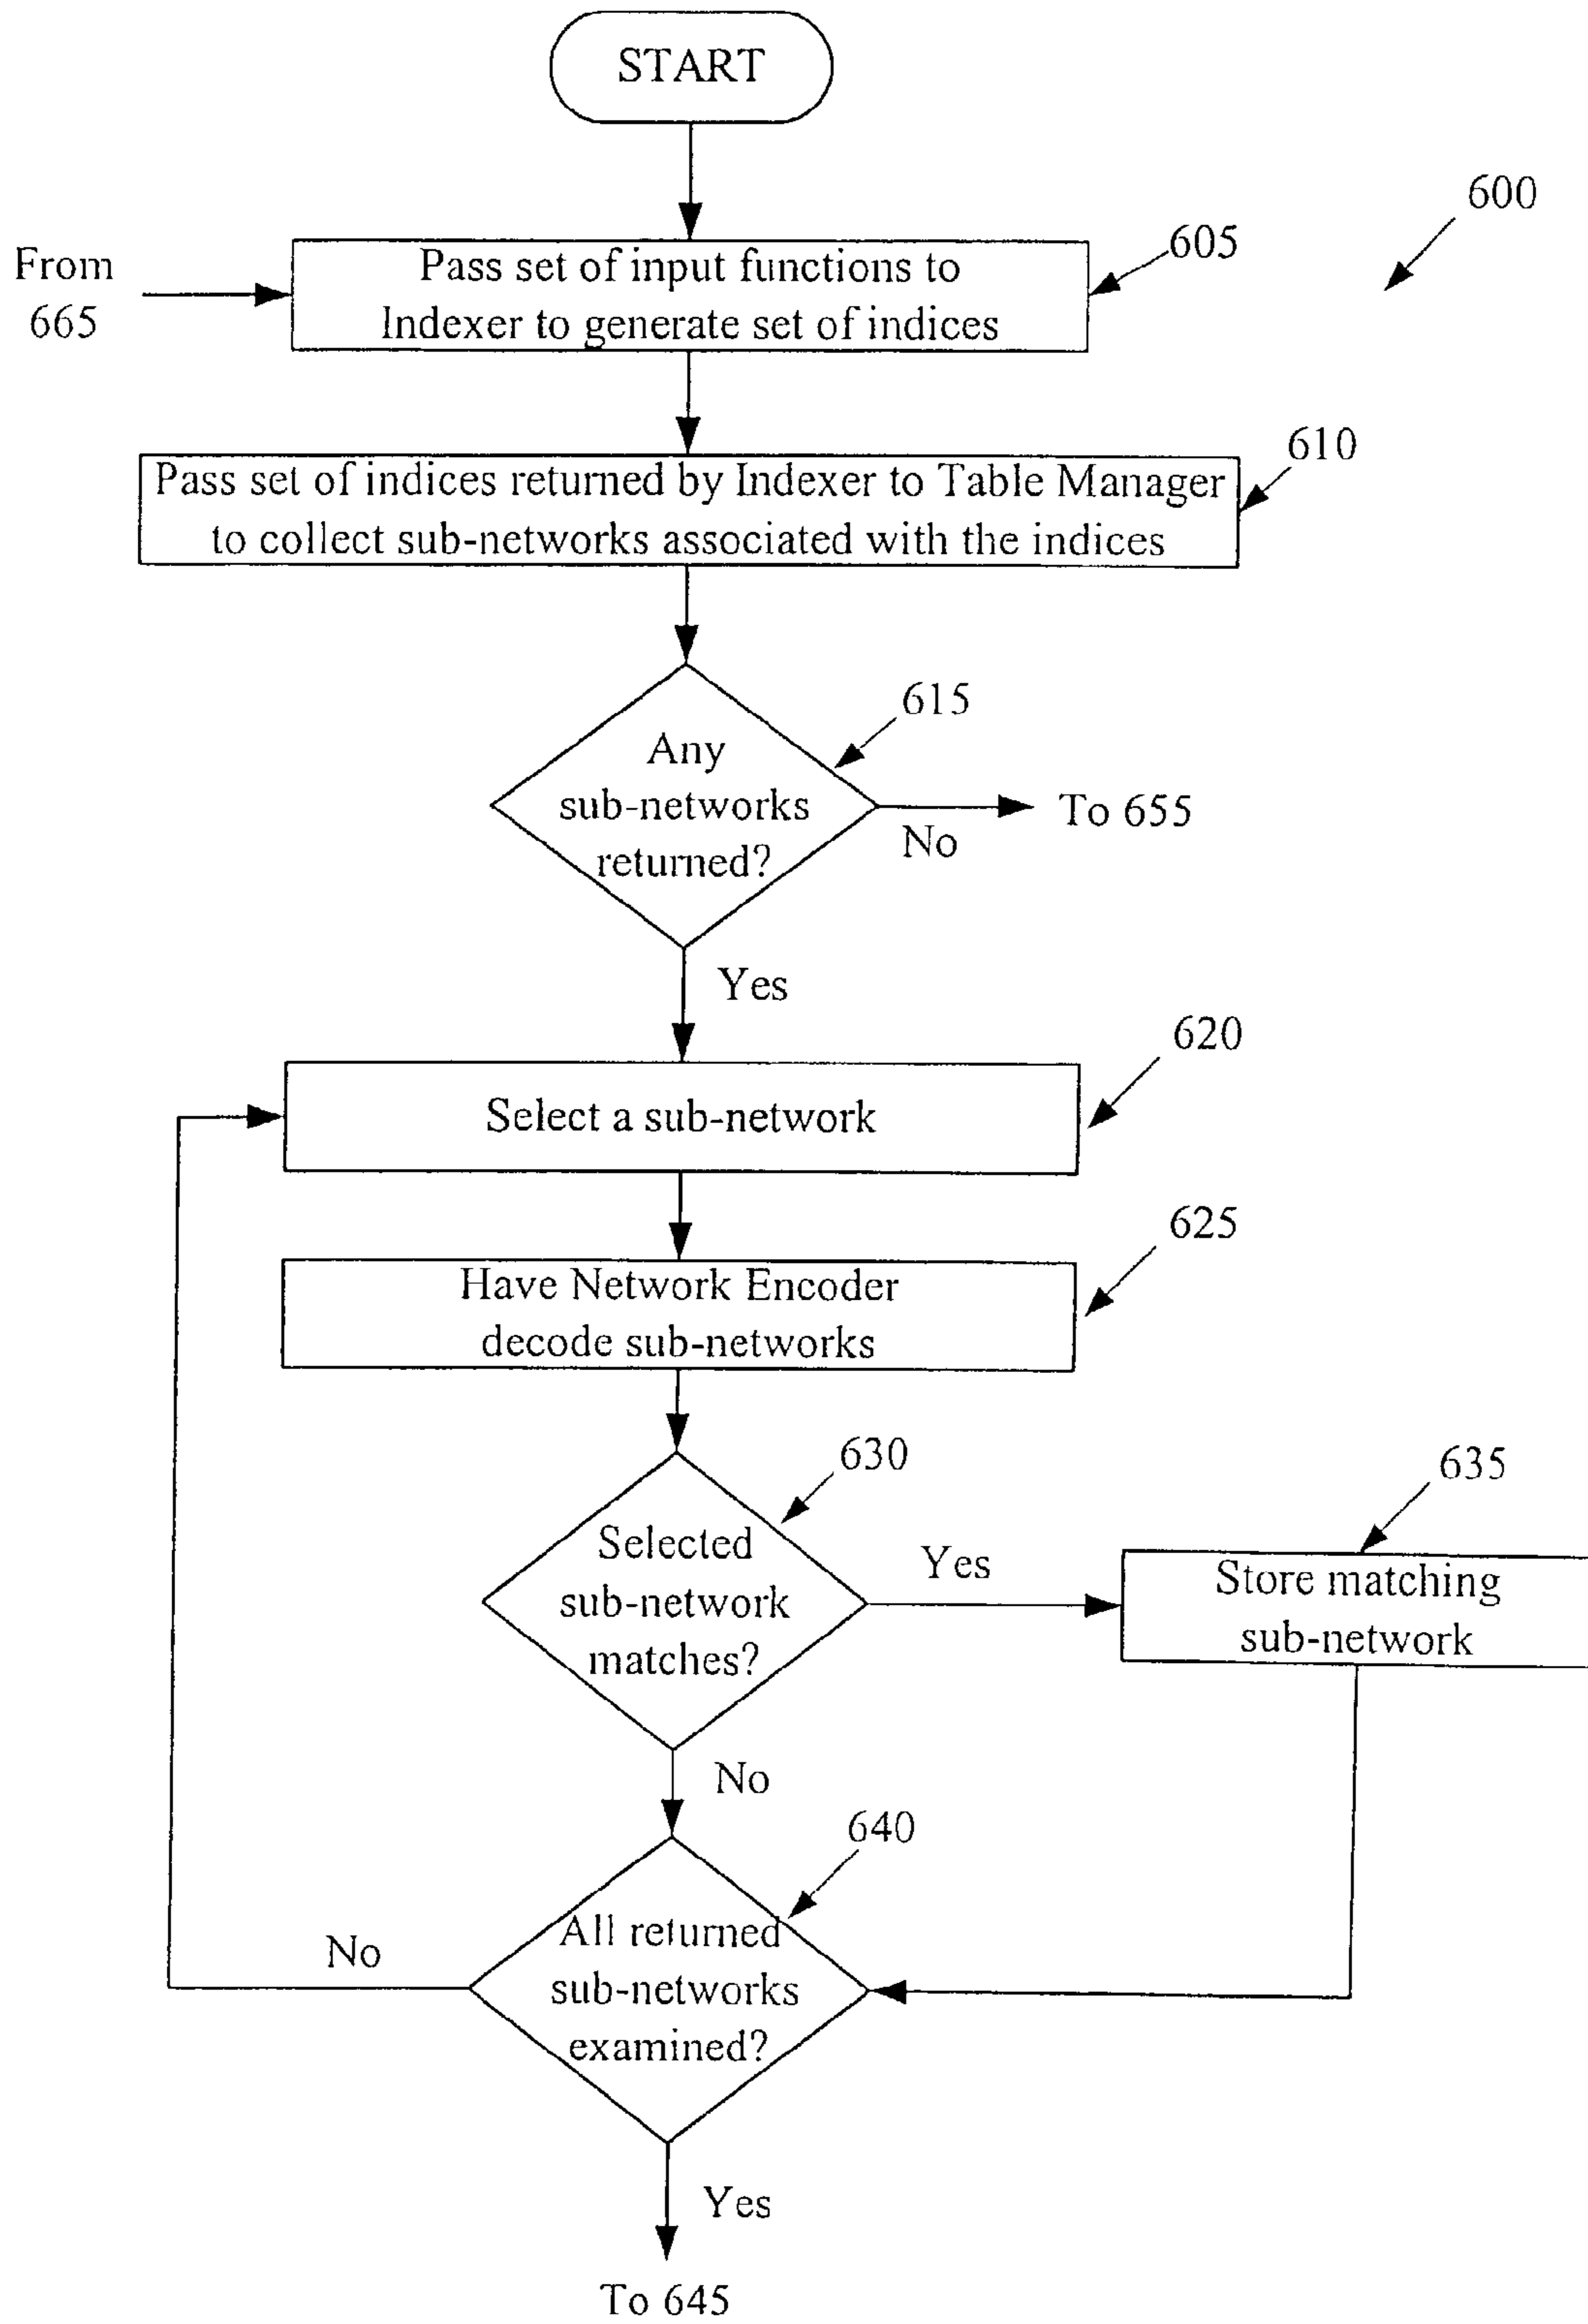 START
600
605
From
665
Pass set of input functions to
Indexer to generate set of indices
610
Pass set of indices returned by Indexer to Table Manager
to collect sub-networks associated with the indices
615
Any
sub-networks
returned?
To 655
No
Yes
620
Select a sub-network
625
Have Network Encoder
decode sub-networks
630
635
Selected
sub-network
matches?
Yes
Store matching
sub-network
No
640
All returned
sub-networks
examined?
No
Yes
To 645